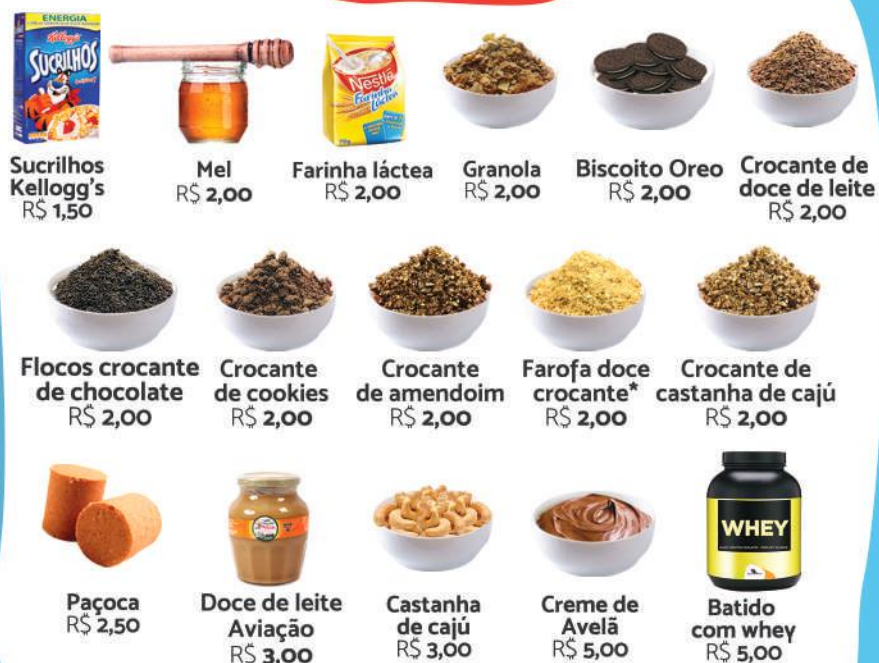 ENERGIA
Kellogg's
SUCRILHOS
Nestlé
Farinha
Láctea
Sucrilhos
Kellogg's
R$ 1,50
Mel
R$ 2,00
Farinha láctea
R$ 2,00
Granola
R$ 2,00
Biscoito Oreo
R$ 2,00
Crocante de
doce de leite
R$ 2,00
Flocos crocante
de chocolate
R$ 2,00
Crocante
de cookies
R$ 2,00
Crocante
de amendoim
R$ 2,00
Farofa doce
crocante*
R$ 2,00
Crocante de
castanha de cajú
R$ 2,00
WHEY
Paçoca
R$ 2,50
Doce de leite
Aviação
R$ 3,00
Castanha
de cajú
R$ 3,00
Creme de
Avelã
R$ 5,00
Batido
com whey
R$ 5,00